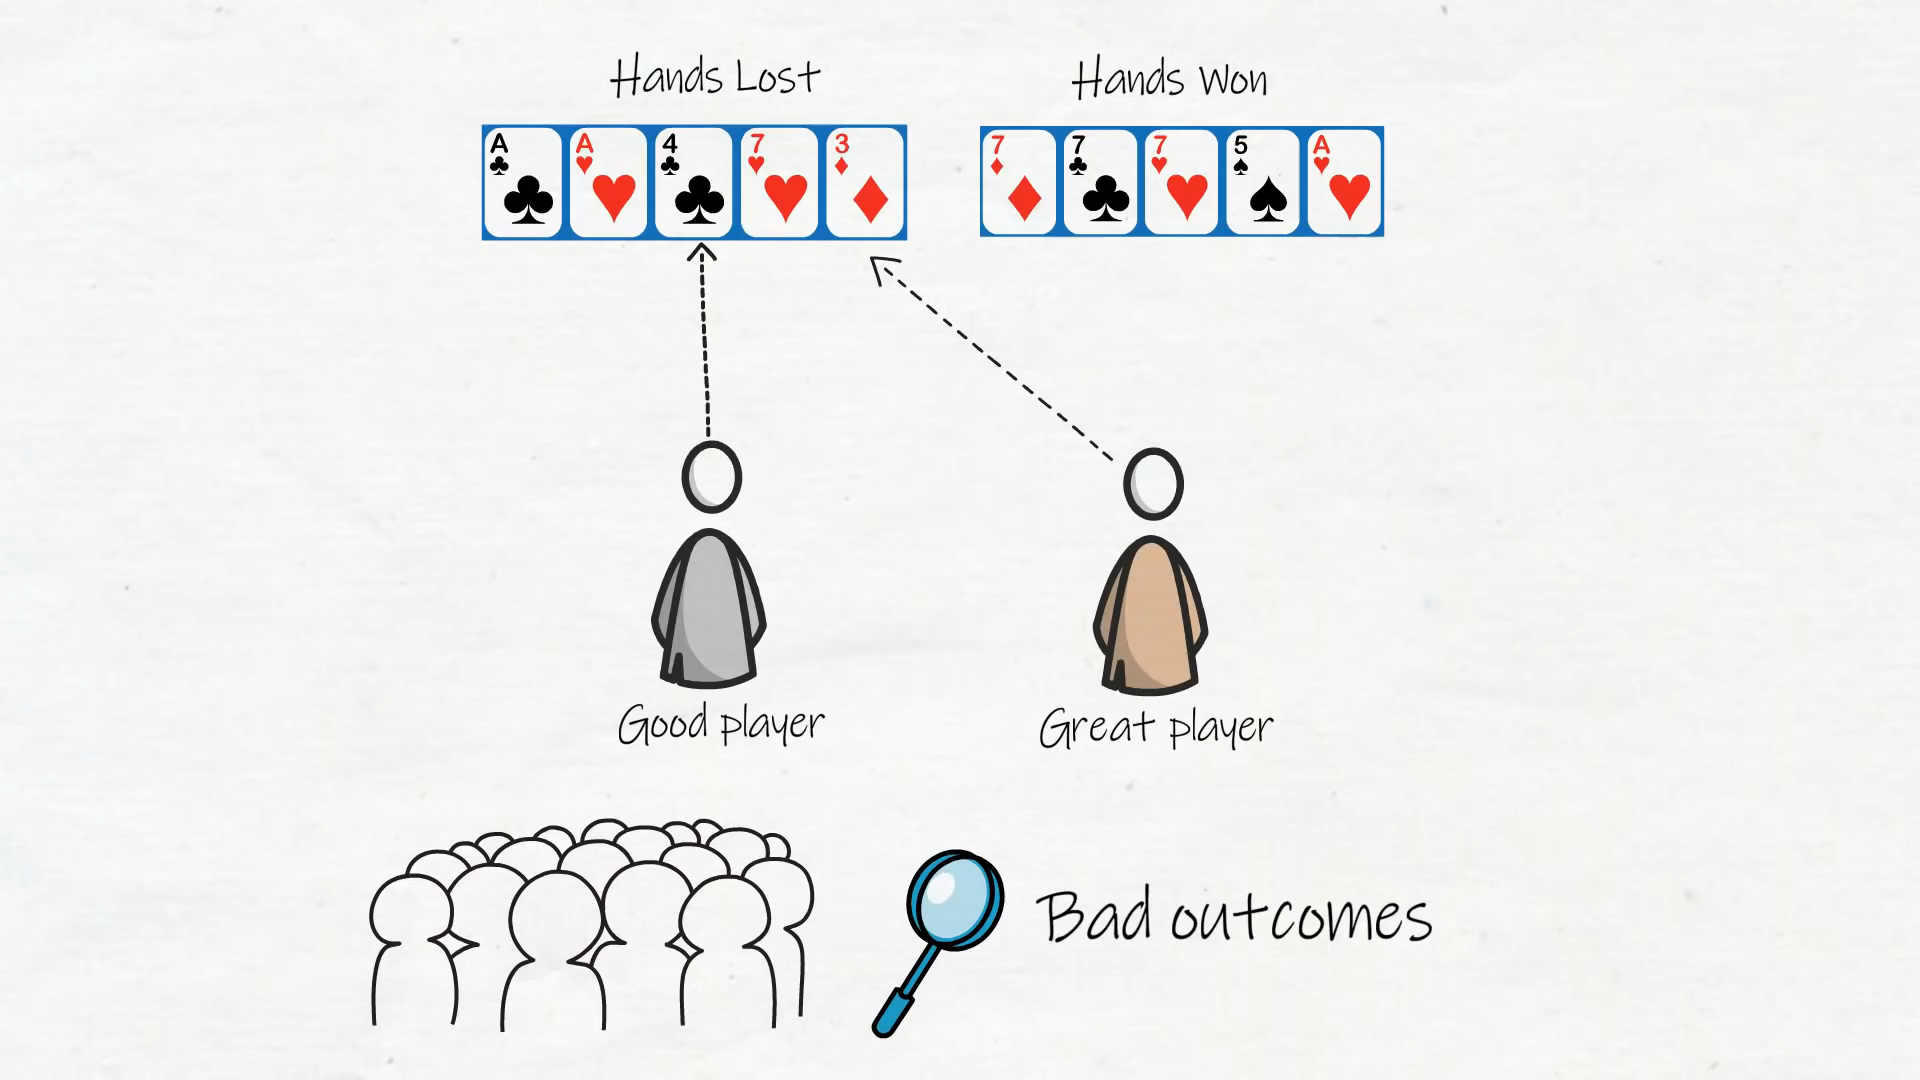 Hands Lost
Hands Won
A A 4 7 3
7 7 7 5 A
Good player
Great player
Bad outcomes